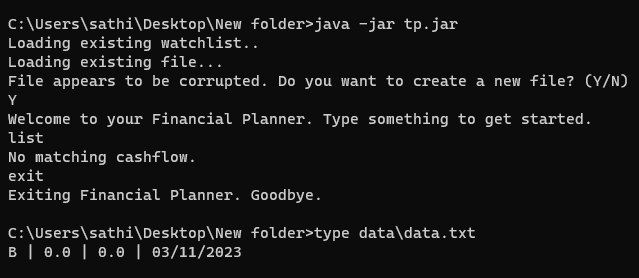 C:\Users\sathi\Desktop\New folder>java -jar tp.jar
Loading existing watchlist..
Loading existing file...
File appears to be corrupted. Do you want to create a new file? (Y/N)
Y
Welcome to your Financial Planner. Type something to get started.
list
No matching cashflow.
exit
Exiting Financial Planner. Goodbye.
C:\Users\sathi\Desktop\New folder>type data\data.txt
B | 0.0 | 0.0 | 03/11/2023